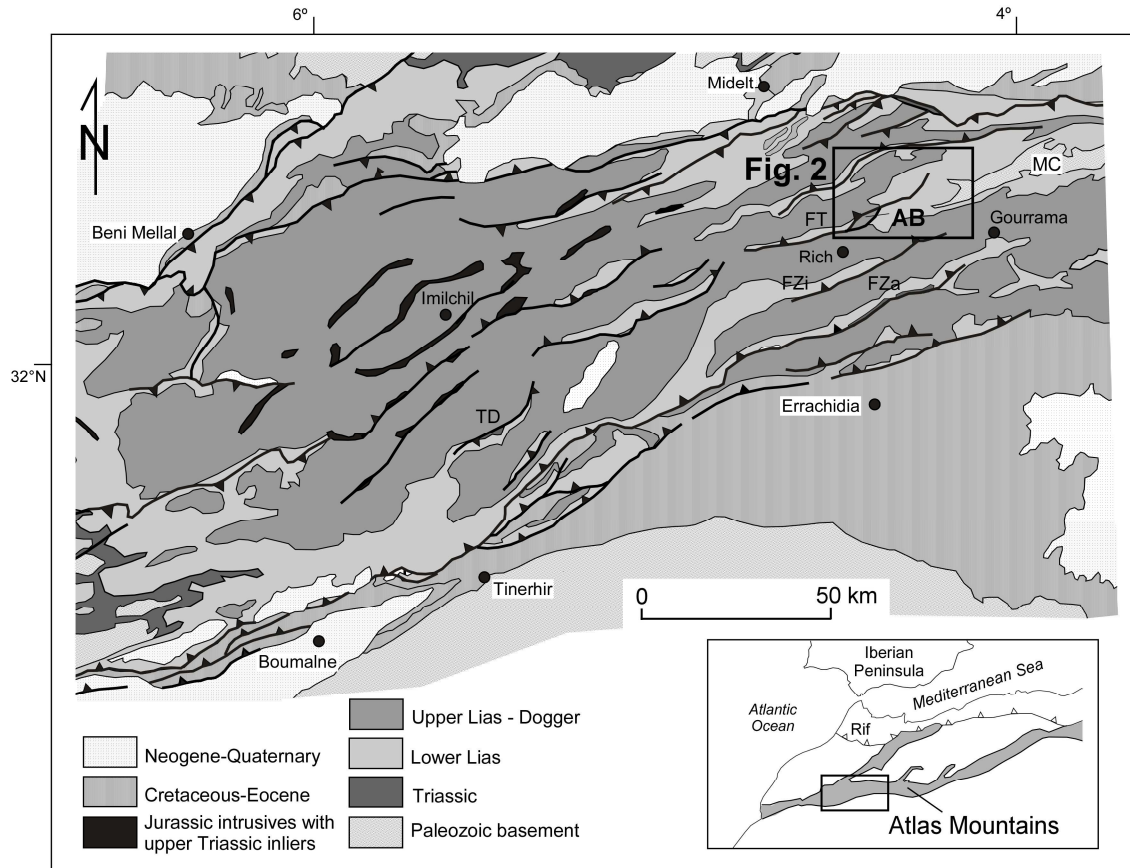 6º
4º
Midelt
N
Fig. 2
MC
Beni Mellal
FT
AB
Gourrama
Rich
Imilchil
FZi
FZa
32°N
Errachidia
TD
Tinerhir
0
50 km
Boumalne
Neogene-Quaternary
Cretaceous-Eocene
Jurassic intrusives with
upper Triassic inliers
Upper Lias - Dogger
Lower Lias
Triassic
Paleozoic basement
Iberian
Peninsula
Mediterranean Sea
Atlantic
Ocean
Rif
Atlas Mountains